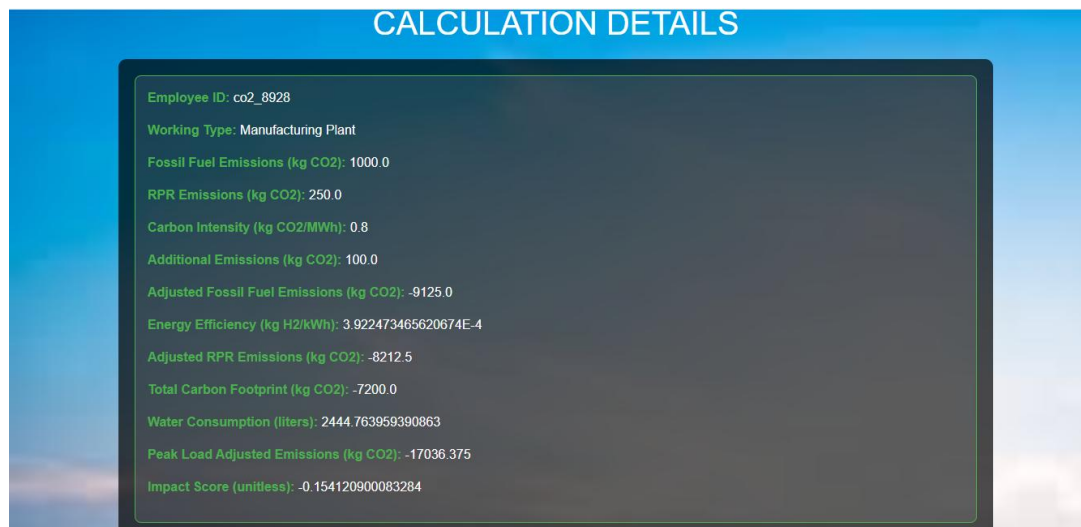 CALCULATION DETAILS
Employee ID: co2_8928
Working Type: Manufacturing Plant
Fossil Fuel Emissions (kg CO2): 1000.0
RPR Emissions (kg CO2): 250.0
Carbon Intensity (kg CO2/MWh): 0.8
Additional Emissions (kg CO2): 100.0
Adjusted Fossil Fuel Emissions (kg CO2): -9125.0
Energy Efficiency (kg H2/kWh): 3.922473465620674E-4
Adjusted RPR Emissions (kg CO2): -8212.5
Total Carbon Footprint (kg CO2): -7200.0
Water Consumption (liters): 2444.763959390863
Peak Load Adjusted Emissions (kg CO2): -17036.375
Impact Score (unitless): -0.154120900083284